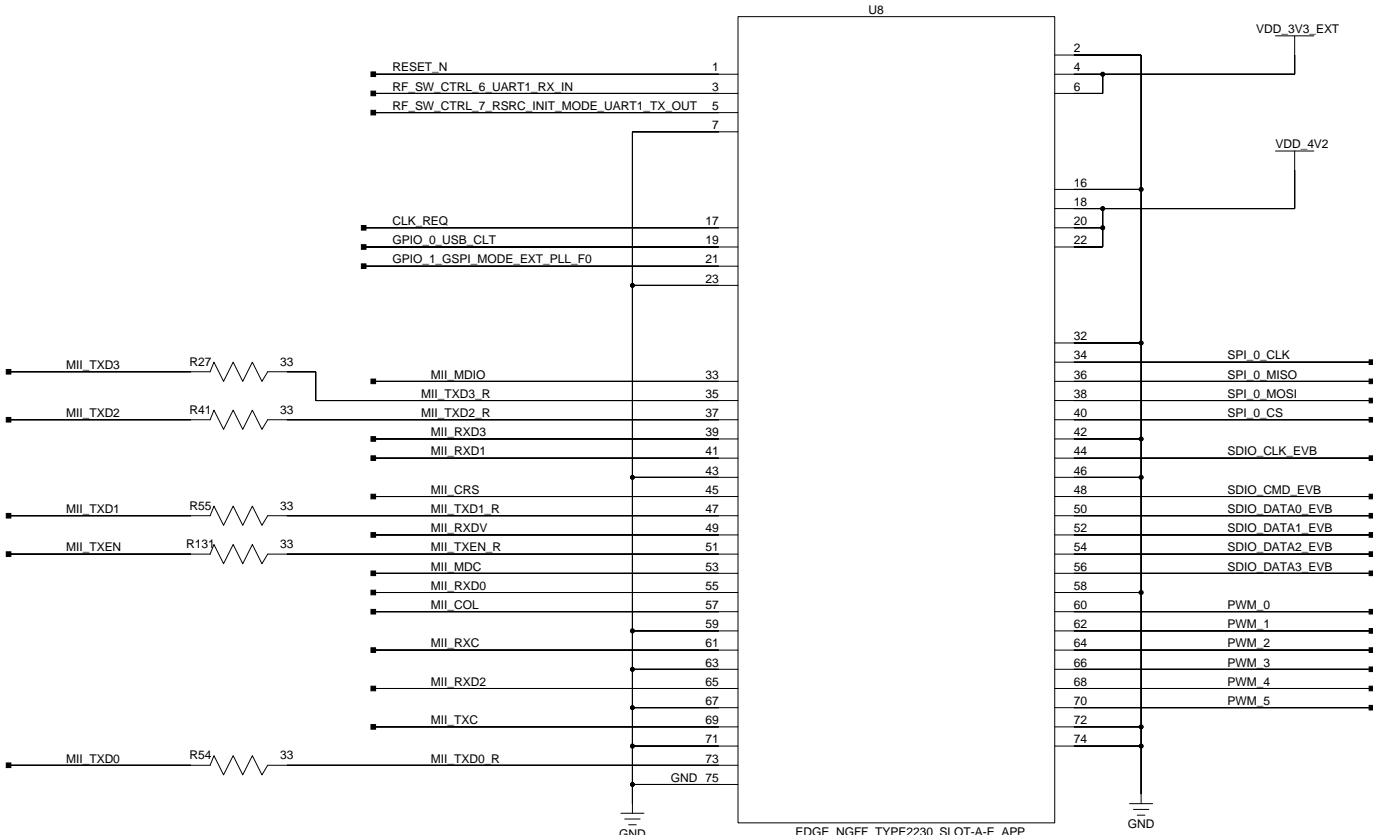 U8
VDD_3V3_EXT
2
RESET_N 1
4
RF_SW_CTRL_6_UART1_RX_IN 3
6
RF_SW_CTRL_7_RSRC_INIT_MODE_UART1_TX_OUT 5
7
VDD_4V2
16
18
CLK_REQ 17
20
GPIO_0_USB_CLT 19
22
GPIO_1_GSPI_MODE_EXT_PLL_F0 21
23
32
34 SPI_0_CLK
MII_TXD3 R27 33
MII_MDIO 33
36 SPI_0_MISO
MII_TXD3_R 35
38 SPI_0_MOSI
MII_TXD2 R41 33 MII_TXD2_R 37
40 SPI_0_CS
MII_RXD3 39
42
MII_RXD1 41
44 SDIO_CLK_EVB
43
46
MII_CRS 45
48 SDIO_CMD_EVB
MII_TXD1 R55 33 MII_TXD1_R 47
50 SDIO_DATA0_EVB
MII_RXDV 49
52 SDIO_DATA1_EVB
MII_TXEN R131 33 MII_TXEN_R 51
54 SDIO_DATA2_EVB
MII_MDC 53
56 SDIO_DATA3_EVB
MII_RXD0 55
58
MII_COL 57
60 PWM_0
59
62 PWM_1
MII_RXC 61
64 PWM_2
63
66 PWM_3
MII_RXD2 65
68 PWM_4
67
70 PWM_5
MII_TXC 69
72
71
74
MII_TXD0 R54 33 MII_TXD0_R 73
GND 75
GND
GND
EDGE_NGFF_TYPE2230_SLOT-A-E_APP